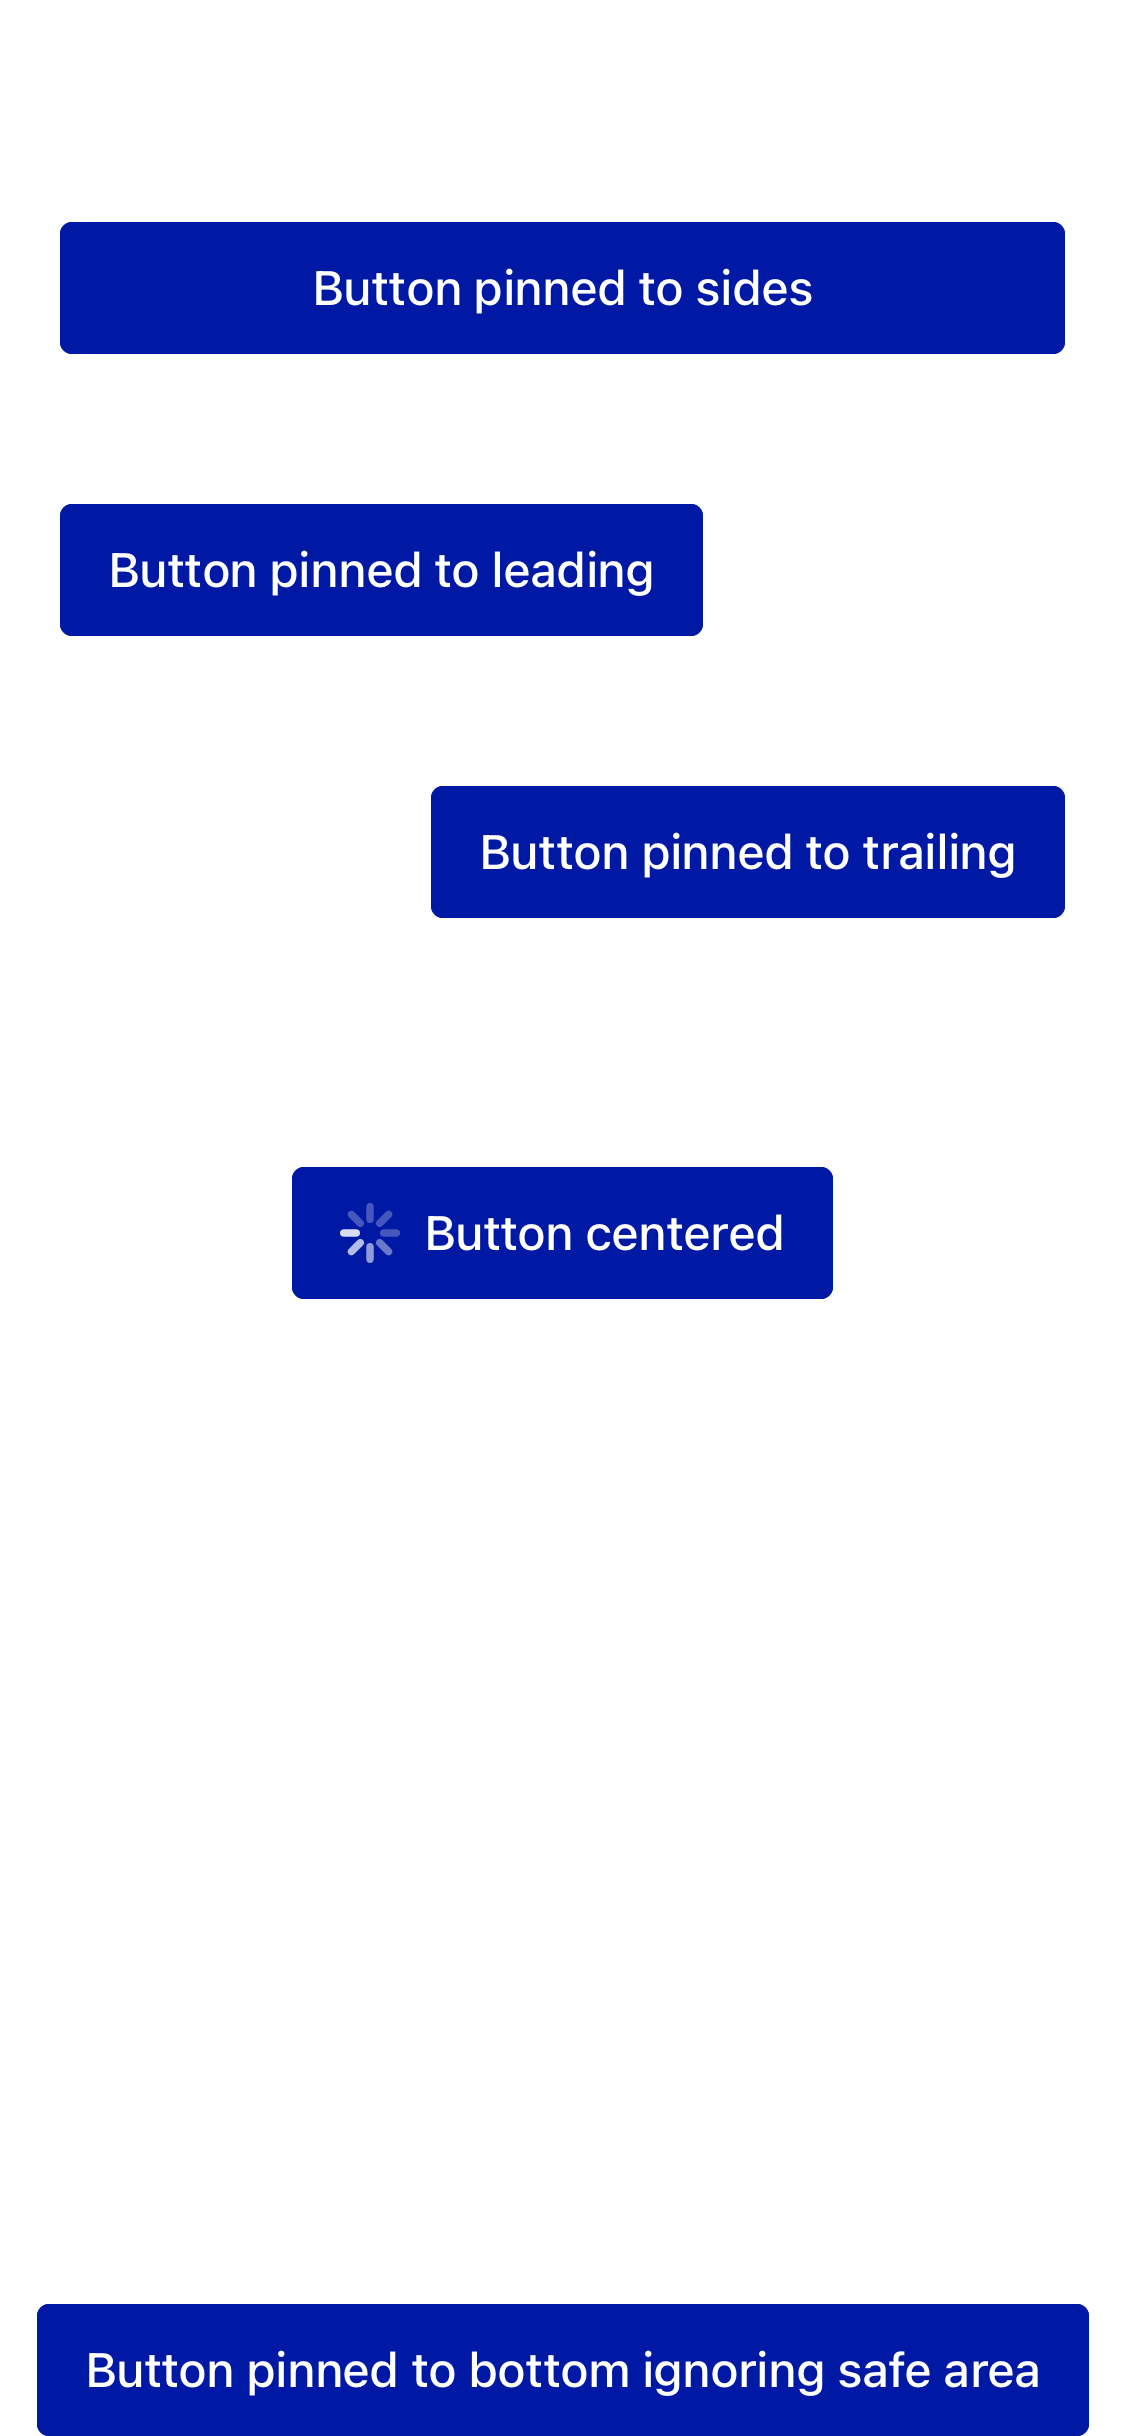 Button pinned to sides
Button pinned to leading
Button pinned to trailing
Button centered
Button pinned to bottom ignoring safe area